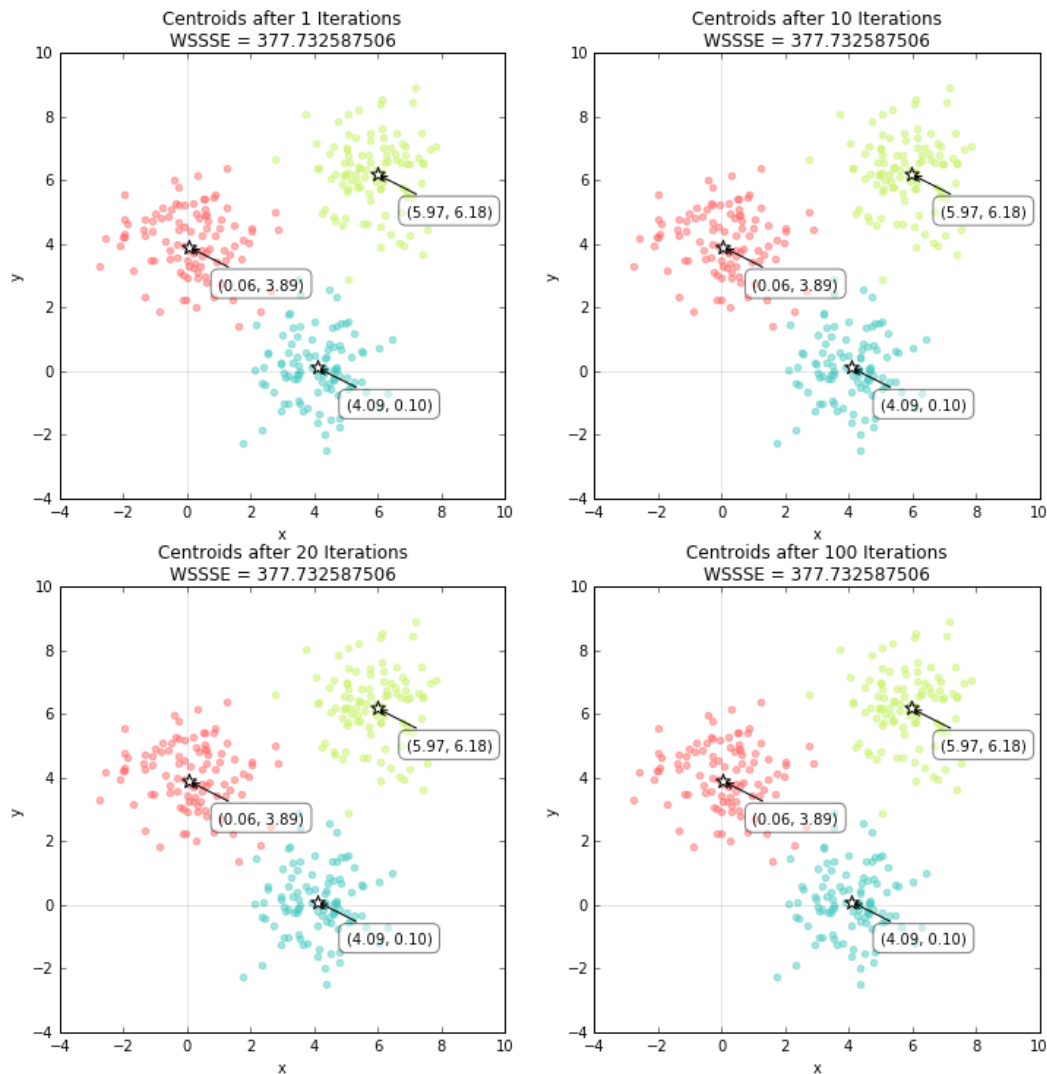 Centroids after 1 Iterations
WSSSE = 377.732587506
10
8
6
4
2
0
−2
−4
y
(5.97, 6.18)
(0.06, 3.89)
(4.09, 0.10)
−4 −2 0 2 4 6 8 10
x
Centroids after 10 Iterations
WSSSE = 377.732587506
10
8
6
4
2
0
−2
−4
y
(5.97, 6.18)
(0.06, 3.89)
(4.09, 0.10)
−4 −2 0 2 4 6 8 10
x
Centroids after 20 Iterations
WSSSE = 377.732587506
10
8
6
4
2
0
−2
−4
y
(5.97, 6.18)
(0.06, 3.89)
(4.09, 0.10)
−4 −2 0 2 4 6 8 10
x
Centroids after 100 Iterations
WSSSE = 377.732587506
10
8
6
4
2
0
−2
−4
y
(5.97, 6.18)
(0.06, 3.89)
(4.09, 0.10)
−4 −2 0 2 4 6 8 10
x